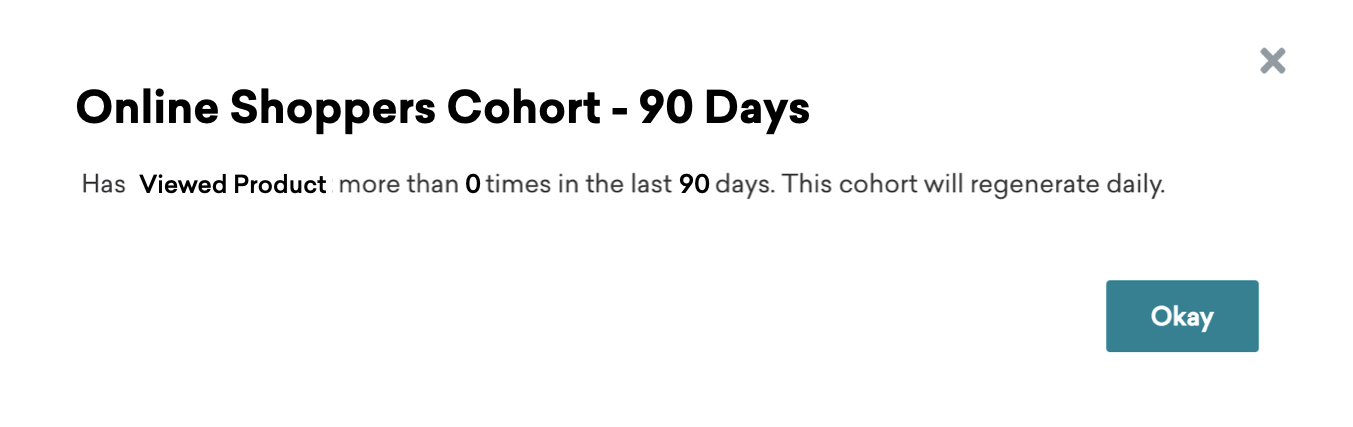 Online Shoppers Cohort - 90 Days
Has Viewed Product more than 0 times in the last 90 days. This cohort will regenerate daily.
Okay